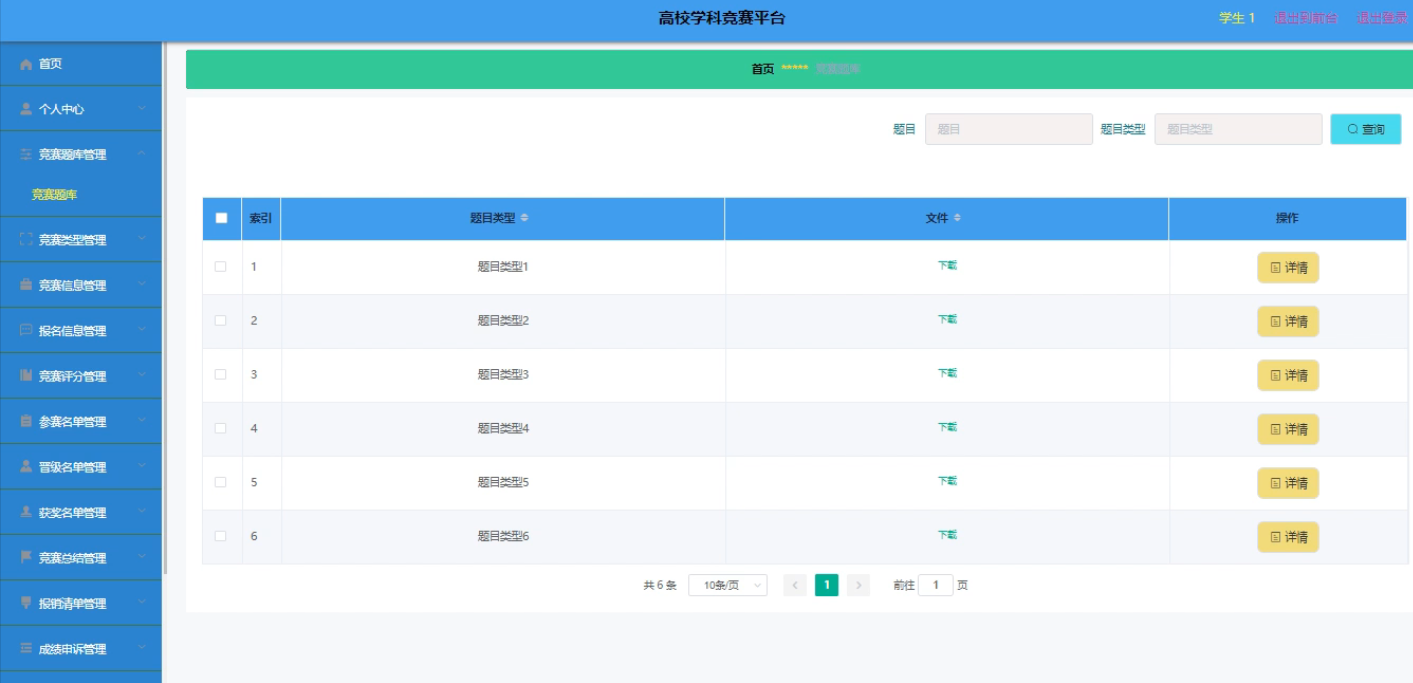 高校学科竞赛平台
学生 1 退出到前台 退出登录
首页
个人中心
竞赛题库管理
竞赛题库
竞赛类型管理
竞赛信息管理
报名信息管理
竞赛评分管理
参赛名单管理
晋级名单管理
获奖名单管理
竞赛总结管理
报销清单管理
成绩申诉管理
首页 ***** 竞赛题库
题目 题目 题目类型 题目类型 查询
索引 题目类型 文件 操作
1 题目类型1 下载 详情
2 题目类型2 下载 详情
3 题目类型3 下载 详情
4 题目类型4 下载 详情
5 题目类型5 下载 详情
6 题目类型6 下载 详情
共 6 条 10条/页 < 1 > 前往 1 页